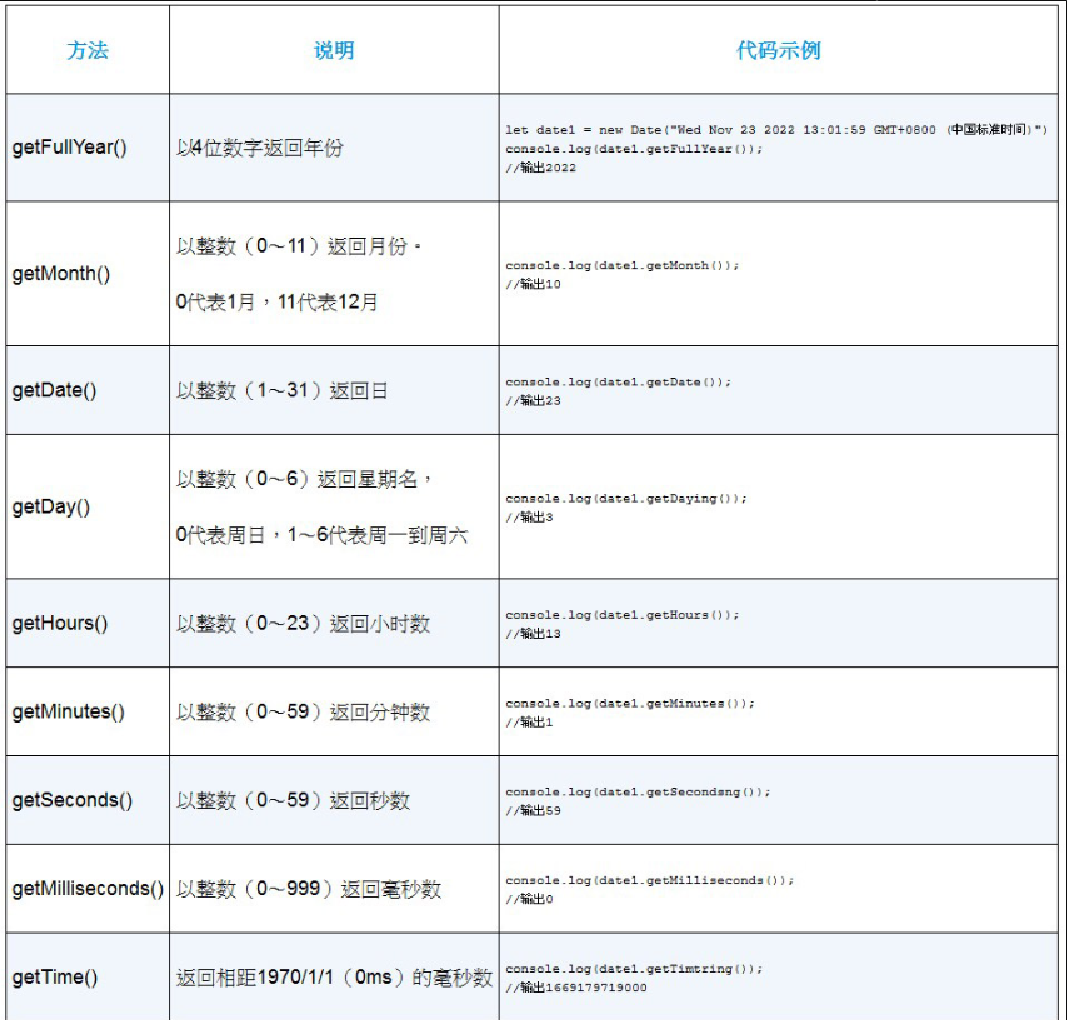 方法 说明 代码示例
getFullYear() 以4位数字返回年份
let date1 = new Date("Wed Nov 23 2022 13:01:59 GMT+0800 (中国标准时间)")
console.log(date1.getFullYear());
//输出2022
getMonth()
以整数（0～11）返回月份。
0代表1月，11代表12月
console.log(date1.getMonth());
//输出10
getDate() 以整数（1～31）返回日
console.log(date1.getDate());
//输出23
getDay()
以整数（0～6）返回星期名，
0代表周日，1～6代表周一到周六
console.log(date1.getDaying());
//输出3
getHours() 以整数（0～23）返回小时数
console.log(date1.getHours());
//输出13
getMinutes() 以整数（0～59）返回分钟数
console.log(date1.getMinutes());
//输出1
getSeconds() 以整数（0～59）返回秒数
console.log(date1.getSecondsng());
//输出59
getMilliseconds() 以整数（0～999）返回毫秒数
console.log(date1.getMilliseconds());
//输出0
getTime() 返回相距1970/1/1（0ms）的毫秒数
console.log(date1.getTimtring());
//输出1669179719000